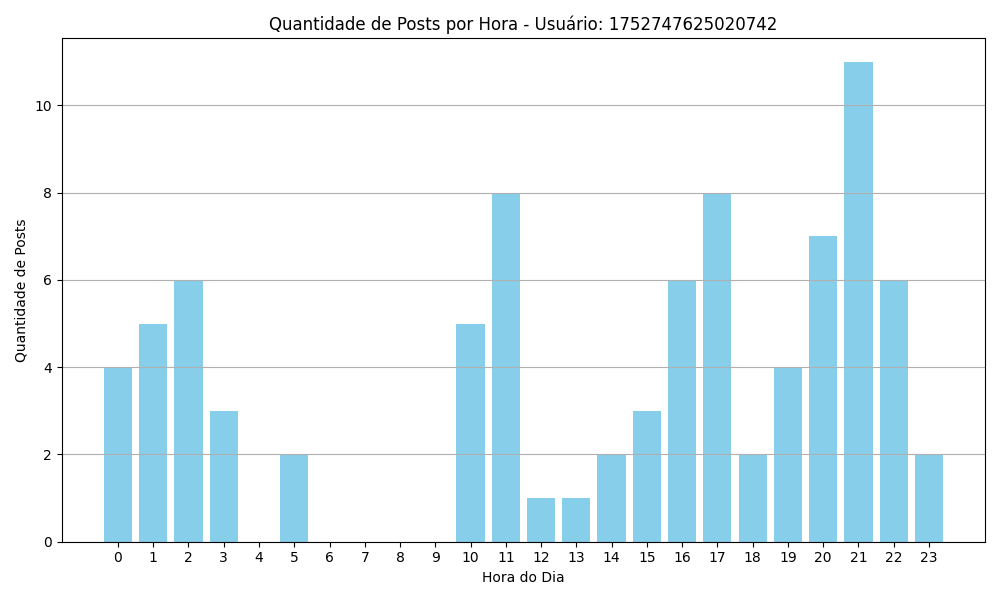 Quantidade de Posts por Hora - Usuário: 1752747625020742
Quantidade de Posts
10
8
6
4
2
0
0 1 2 3 4 5 6 7 8 9 10 11 12 13 14 15 16 17 18 19 20 21 22 23
Hora do Dia